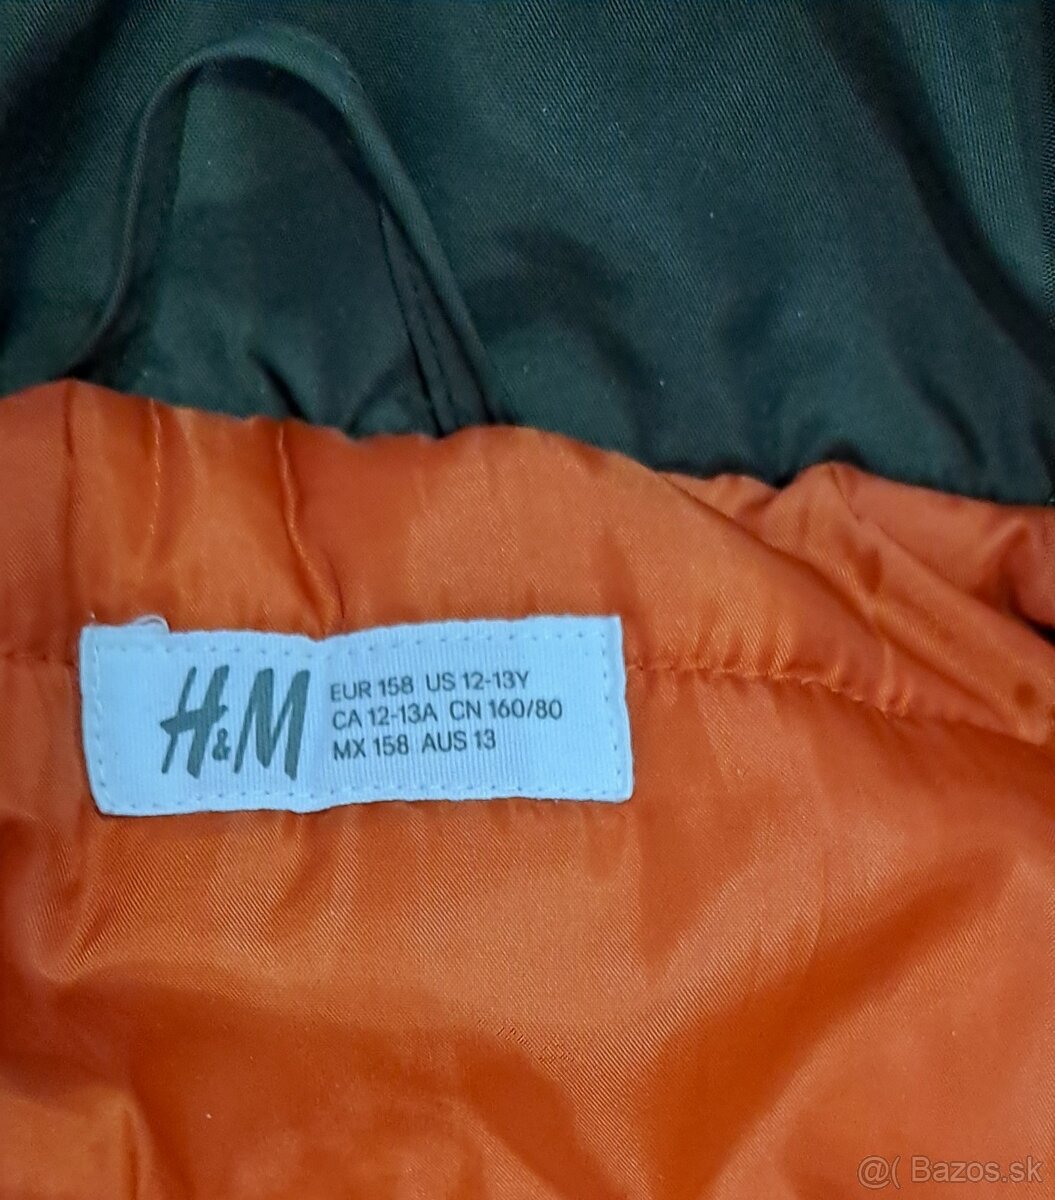 H&M
EUR 158 US 12-13Y
CA 12-13A CN 160/80
MX 158 AUS 13
@( Bazos.sk